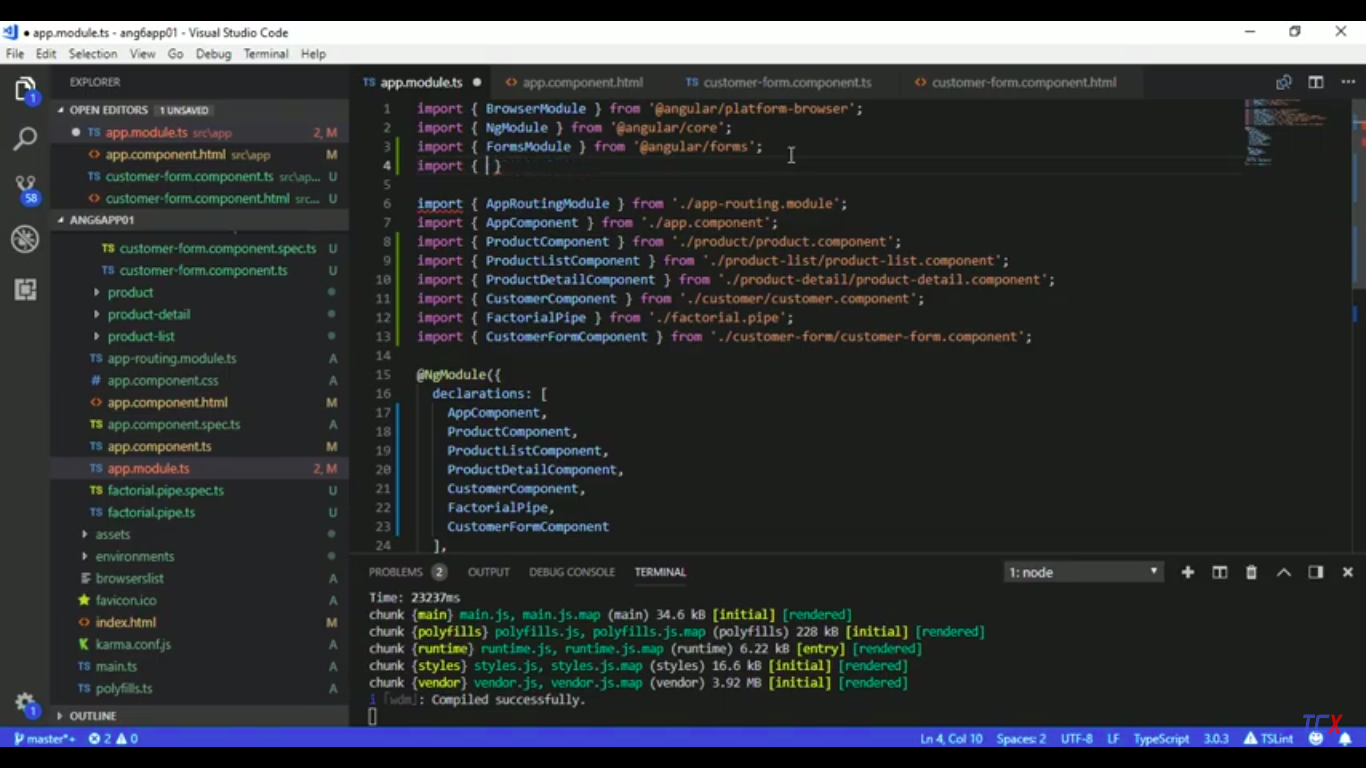 ● app.module.ts - ang6app01 - Visual Studio Code
File Edit Selection View Go Debug Terminal Help
EXPLORER
OPEN EDITORS 1 UNSAVED
TS app.module.ts src\app 2, M
<> app.component.html src\app M
TS customer-form.component.ts src\ap... U
<> customer-form.component.html src... U
ANG6APP01
TS customer-form.component.spec.ts U
TS customer-form.component.ts U
product
product-detail
product-list
TS app-routing.module.ts A
# app.component.css A
<> app.component.html M
TS app.component.spec.ts A
TS app.component.ts M
TS app.module.ts 2, M
TS factorial.pipe.spec.ts U
TS factorial.pipe.ts U
assets
environments
browserslist A
favicon.ico A
<> index.html M
karma.conf.js A
TS main.ts A
TS polyfills.ts A
OUTLINE
1
58
1
TS app.module.ts ● <> app.component.html TS customer-form.component.ts <> customer-form.component.html
1 import { BrowserModule } from '@angular/platform-browser';
2 import { NgModule } from '@angular/core';
3 import { FormsModule } from '@angular/forms';
4 import { }
5
6 import { AppRoutingModule } from './app-routing.module';
7 import { AppComponent } from './app.component';
8 import { ProductComponent } from './product/product.component';
9 import { ProductListComponent } from './product-list/product-list.component';
10 import { ProductDetailComponent } from './product-detail/product-detail.component';
11 import { CustomerComponent } from './customer/customer.component';
12 import { FactorialPipe } from './factorial.pipe';
13 import { CustomerFormComponent } from './customer-form/customer-form.component';
14
15 @NgModule({
16 declarations: [
17 AppComponent,
18 ProductComponent,
19 ProductListComponent,
20 ProductDetailComponent,
21 CustomerComponent,
22 FactorialPipe,
23 CustomerFormComponent
24 ],
PROBLEMS 2 OUTPUT DEBUG CONSOLE TERMINAL 1: node
Time: 23237ms
chunk {main} main.js, main.js.map (main) 34.6 kB [initial] [rendered]
chunk {polyfills} polyfills.js, polyfills.js.map (polyfills) 228 kB [initial] [rendered]
chunk {runtime} runtime.js, runtime.js.map (runtime) 6.22 kB [entry] [rendered]
chunk {styles} styles.js, styles.js.map (styles) 16.6 kB [initial] [rendered]
chunk {vendor} vendor.js, vendor.js.map (vendor) 3.92 MB [initial] [rendered]
i ｢wdm｣: Compiled successfully.
TCX
master*+ 2 0 Ln 4, Col 10 Spaces: 2 UTF-8 LF TypeScript 3.0.3 TSLint